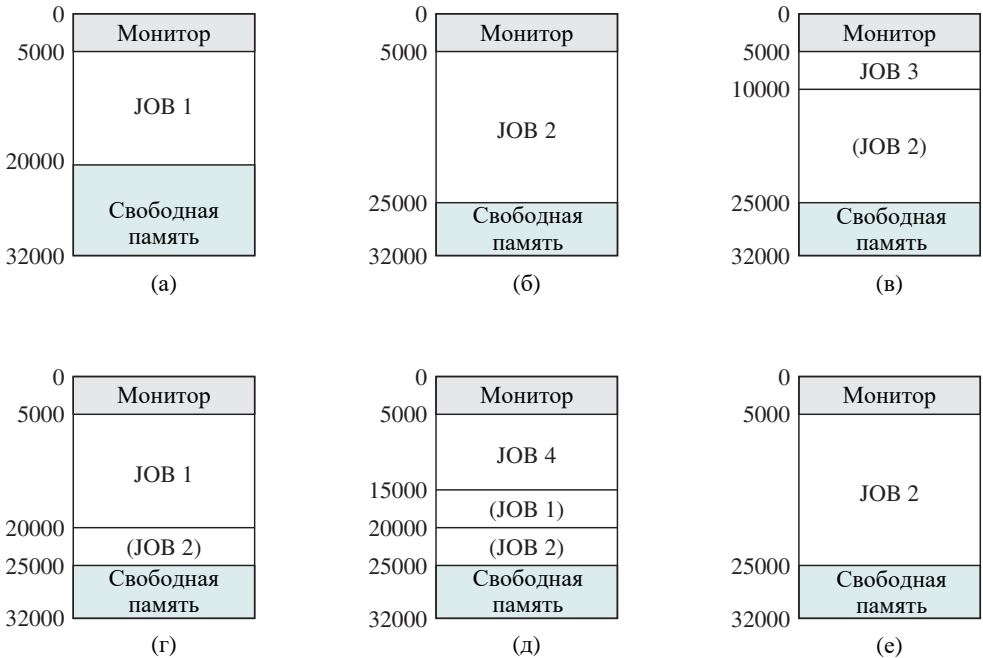 0
Монитор
5000
JOB 1
20000
Свободная
память
32000
(а)
0
Монитор
5000
JOB 2
25000
Свободная
память
32000
(б)
0
Монитор
5000
JOB 3
10000
(JOB 2)
25000
Свободная
память
32000
(в)
0
Монитор
5000
JOB 1
20000
(JOB 2)
25000
Свободная
память
32000
(г)
0
Монитор
5000
JOB 4
15000
(JOB 1)
20000
(JOB 2)
25000
Свободная
память
32000
(д)
0
Монитор
5000
JOB 2
25000
Свободная
память
32000
(е)